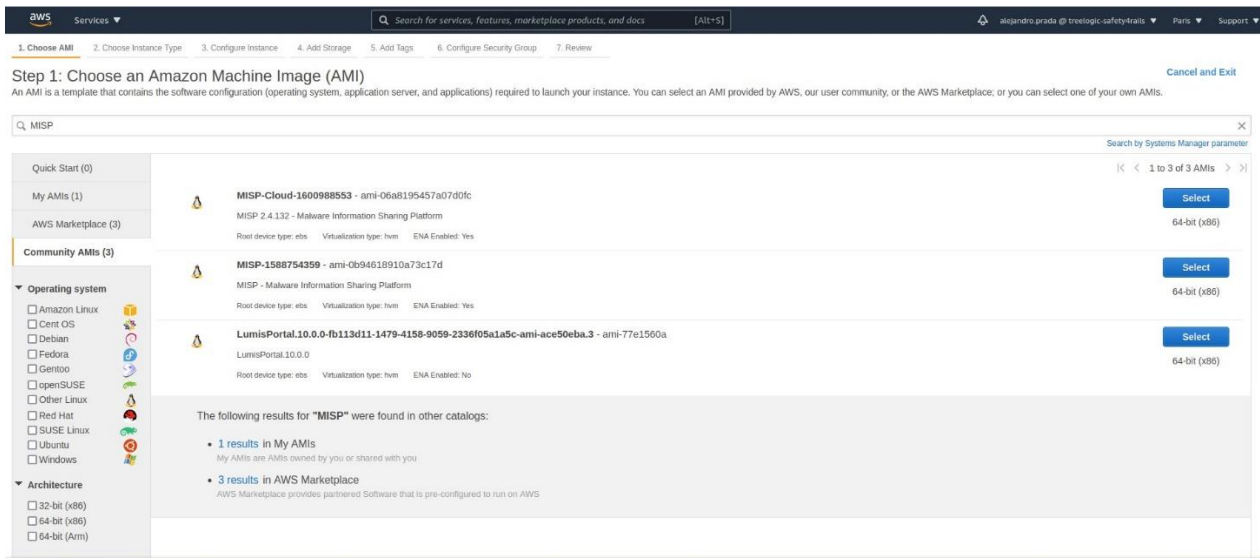 aws Services Search for services, features, marketplace products, and docs [Alt+S] alejandro.prada @ treelogic-safety4rails Paris Support
1. Choose AMI 2. Choose Instance Type 3. Configure Instance 4. Add Storage 5. Add Tags 6. Configure Security Group 7. Review
Step 1: Choose an Amazon Machine Image (AMI) Cancel and Exit
An AMI is a template that contains the software configuration (operating system, application server, and applications) required to launch your instance. You can select an AMI provided by AWS, our user community, or the AWS Marketplace; or you can select one of your own AMIs.
MISP
Search by Systems Manager parameter
Quick Start (0)
My AMIs (1)
AWS Marketplace (3)
Community AMIs (3)
Operating system
Amazon Linux
Cent OS
Debian
Fedora
Gentoo
openSUSE
Other Linux
Red Hat
SUSE Linux
Ubuntu
Windows
Architecture
32-bit (x86)
64-bit (x86)
64-bit (Arm)
1 to 3 of 3 AMIs
MISP-Cloud-1600988553 - ami-06a8195457a07d0fc
MISP 2.4.132 - Malware Information Sharing Platform
Root device type: ebs Virtualization type: hvm ENA Enabled: Yes
Select
64-bit (x86)
MISP-1588754359 - ami-0b94618910a73c17d
MISP - Malware Information Sharing Platform
Root device type: ebs Virtualization type: hvm ENA Enabled: Yes
Select
64-bit (x86)
LumisPortal.10.0.0-fb113d11-1479-4158-9059-2336f05a1a5c-ami-ace50eba.3 - ami-77e1560a
LumisPortal.10.0.0
Root device type: ebs Virtualization type: hvm ENA Enabled: No
Select
64-bit (x86)
The following results for "MISP" were found in other catalogs:
1 results in My AMIs
My AMIs are AMIs owned by you or shared with you
3 results in AWS Marketplace
AWS Marketplace provides partnered Software that is pre-configured to run on AWS